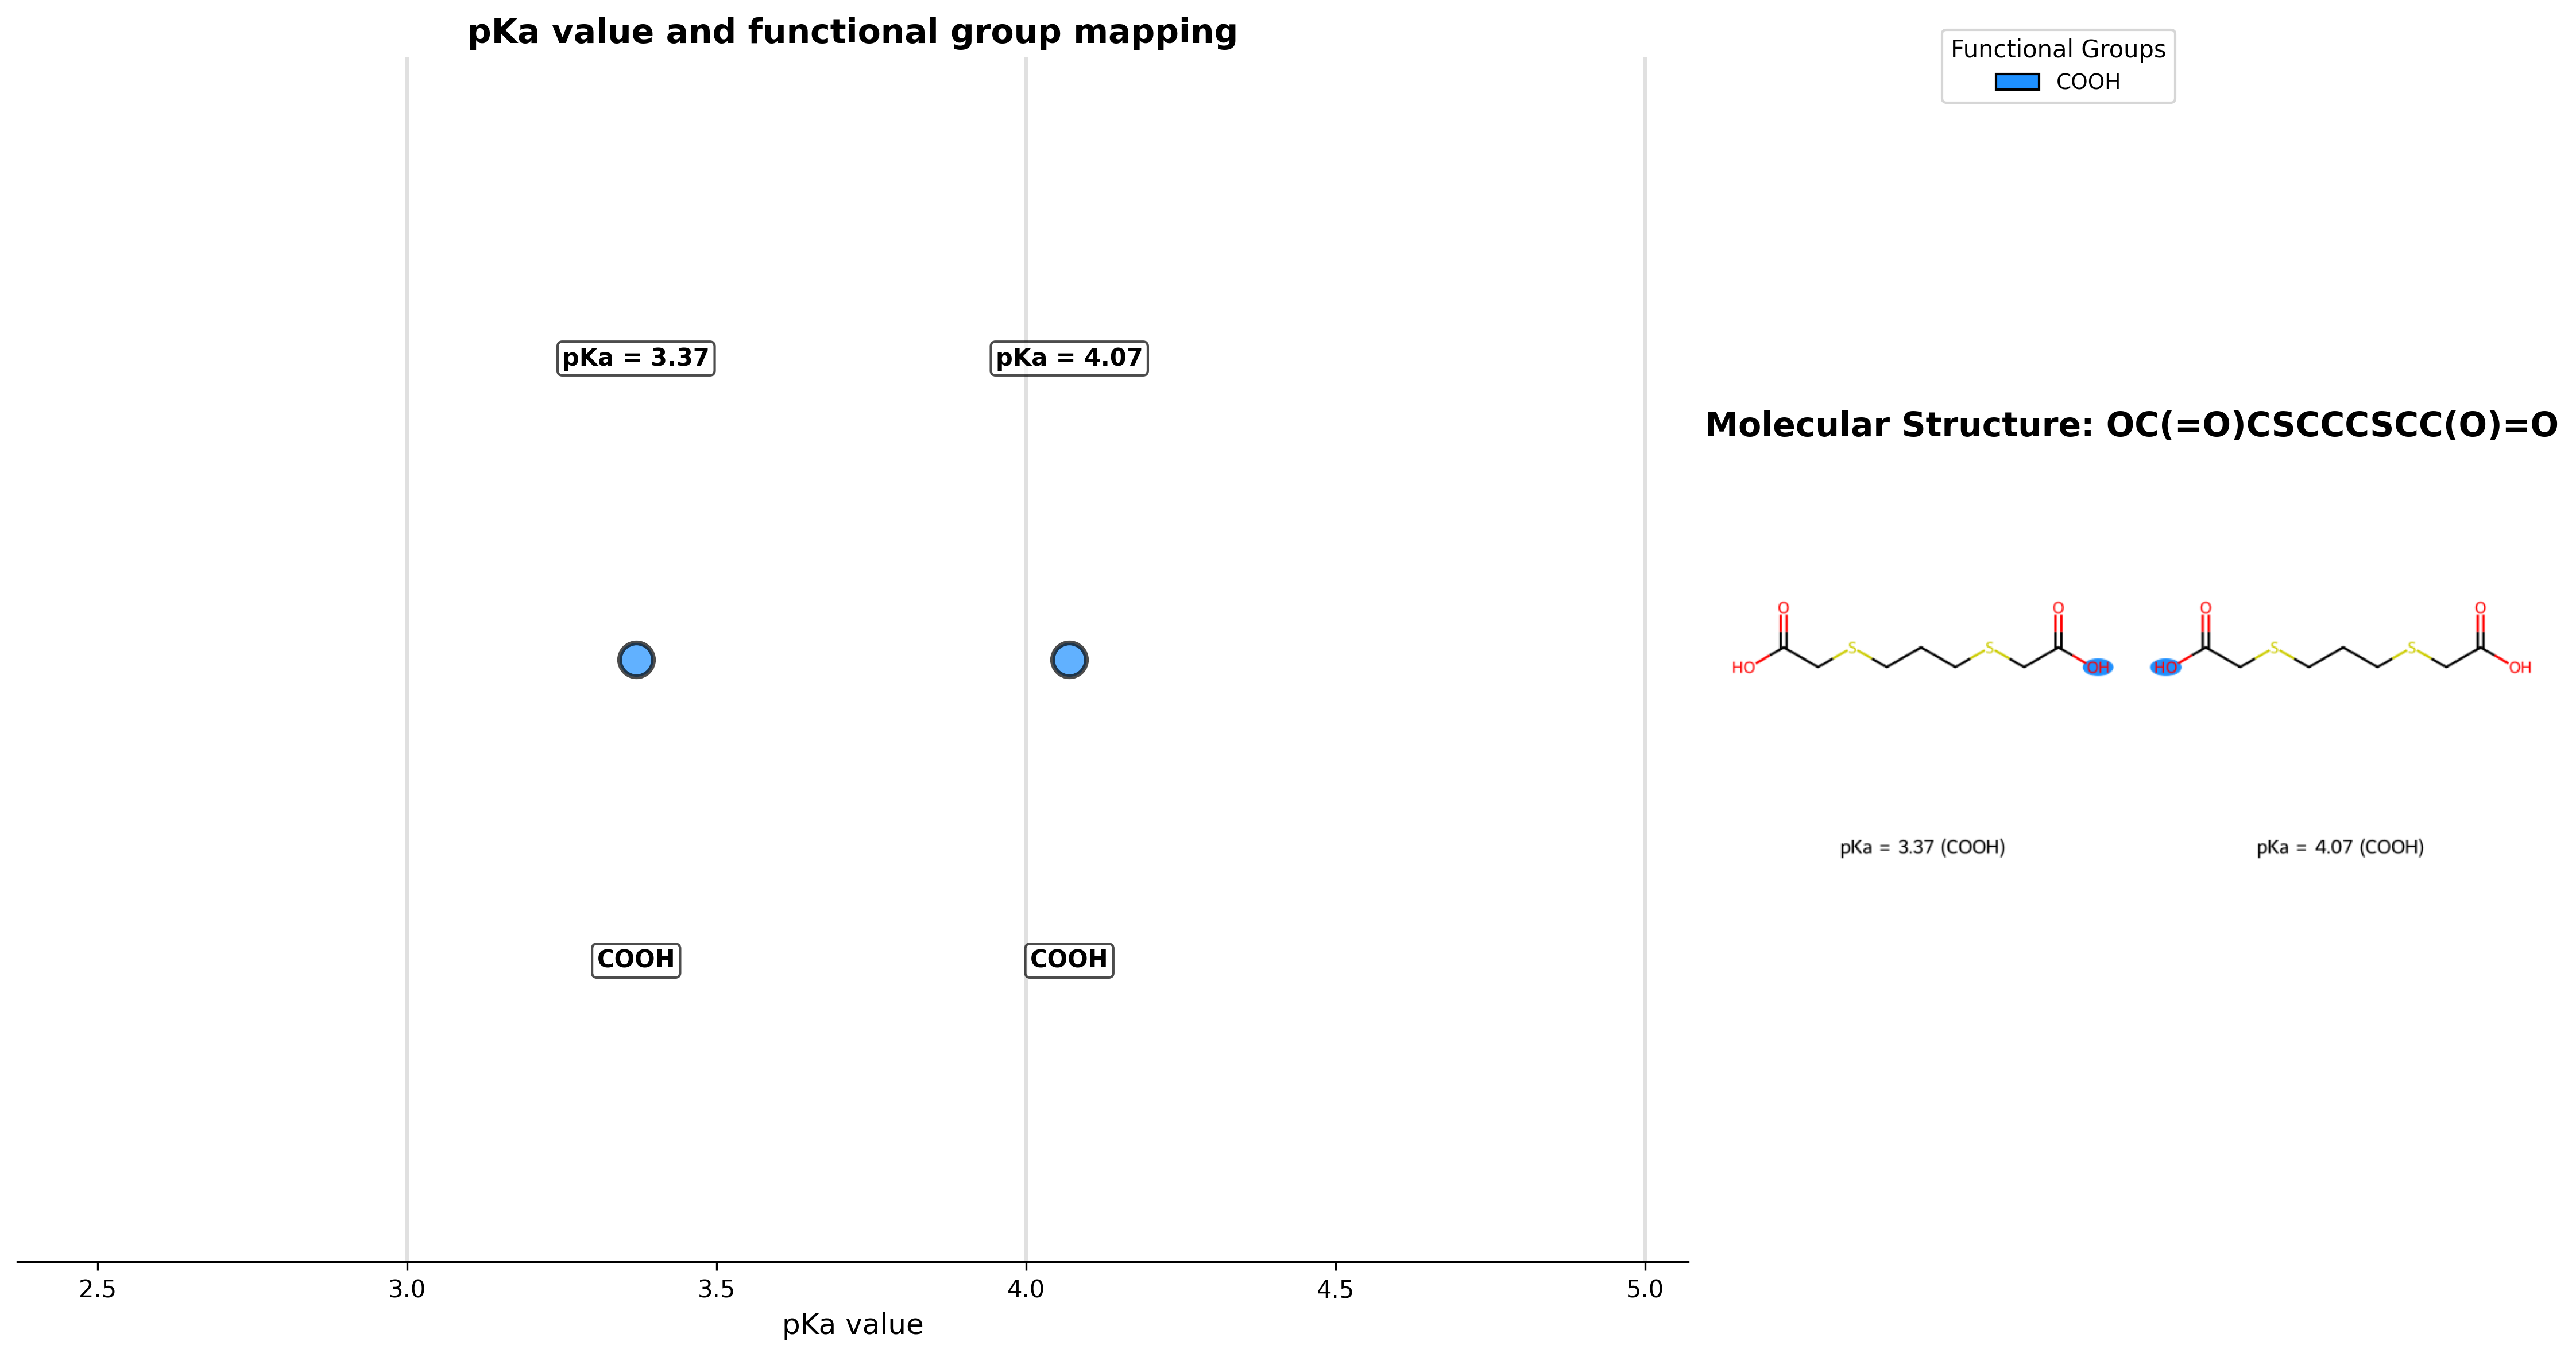 pKa value and functional group mapping
pKa = 3.37
pKa = 4.07
COOH
COOH
2.5
3.0
3.5
4.0
4.5
5.0
pKa value
Functional Groups
COOH
Molecular Structure: OC(=O)CSCCCSCC(O)=O
O
O
HO
S
S
OH
O
O
HO
S
S
OH
pKa = 3.37 (COOH)
pKa = 4.07 (COOH)